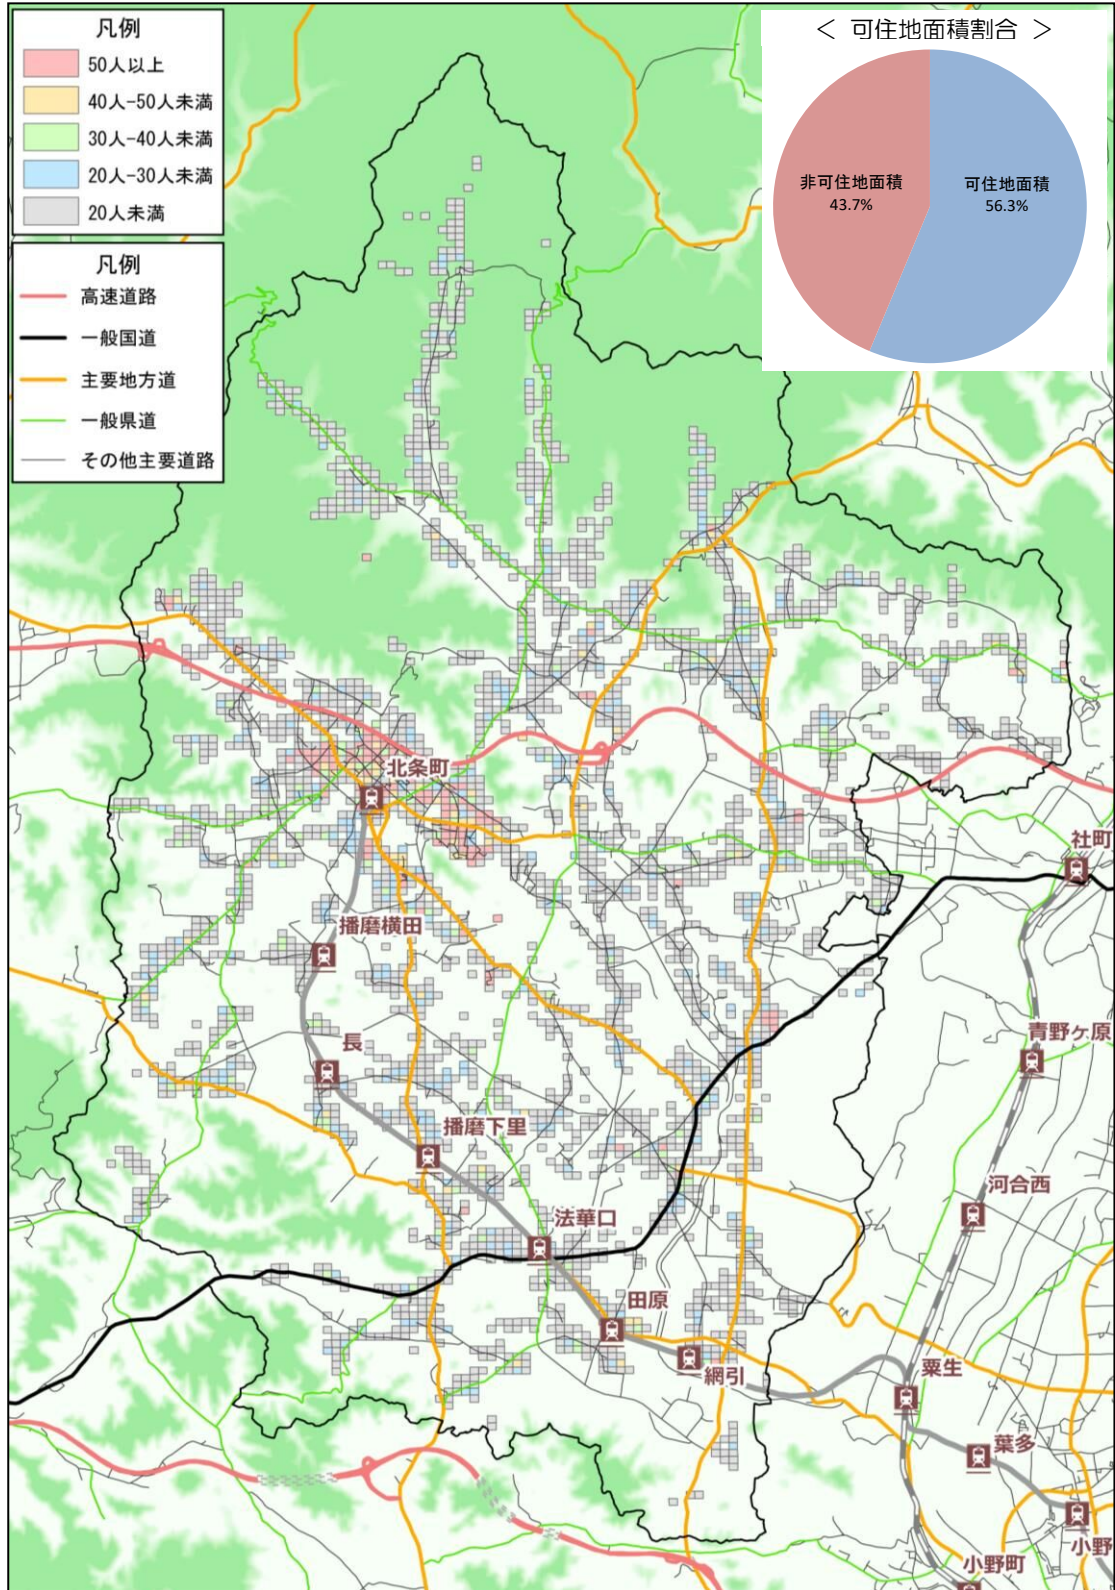 凡例
50人以上
40人-50人未満
30人-40人未満
20人-30人未満
20人未満
凡例
高速道路
一般国道
主要地方道
一般県道
その他主要道路
＜ 可住地面積割合 ＞
非可住地面積
43.7%
可住地面積
56.3%
北条町
播磨横田
長
播磨下里
法華口
田原
網引
社町
青野ヶ原
河合西
粟生
葉多
小野
小野町